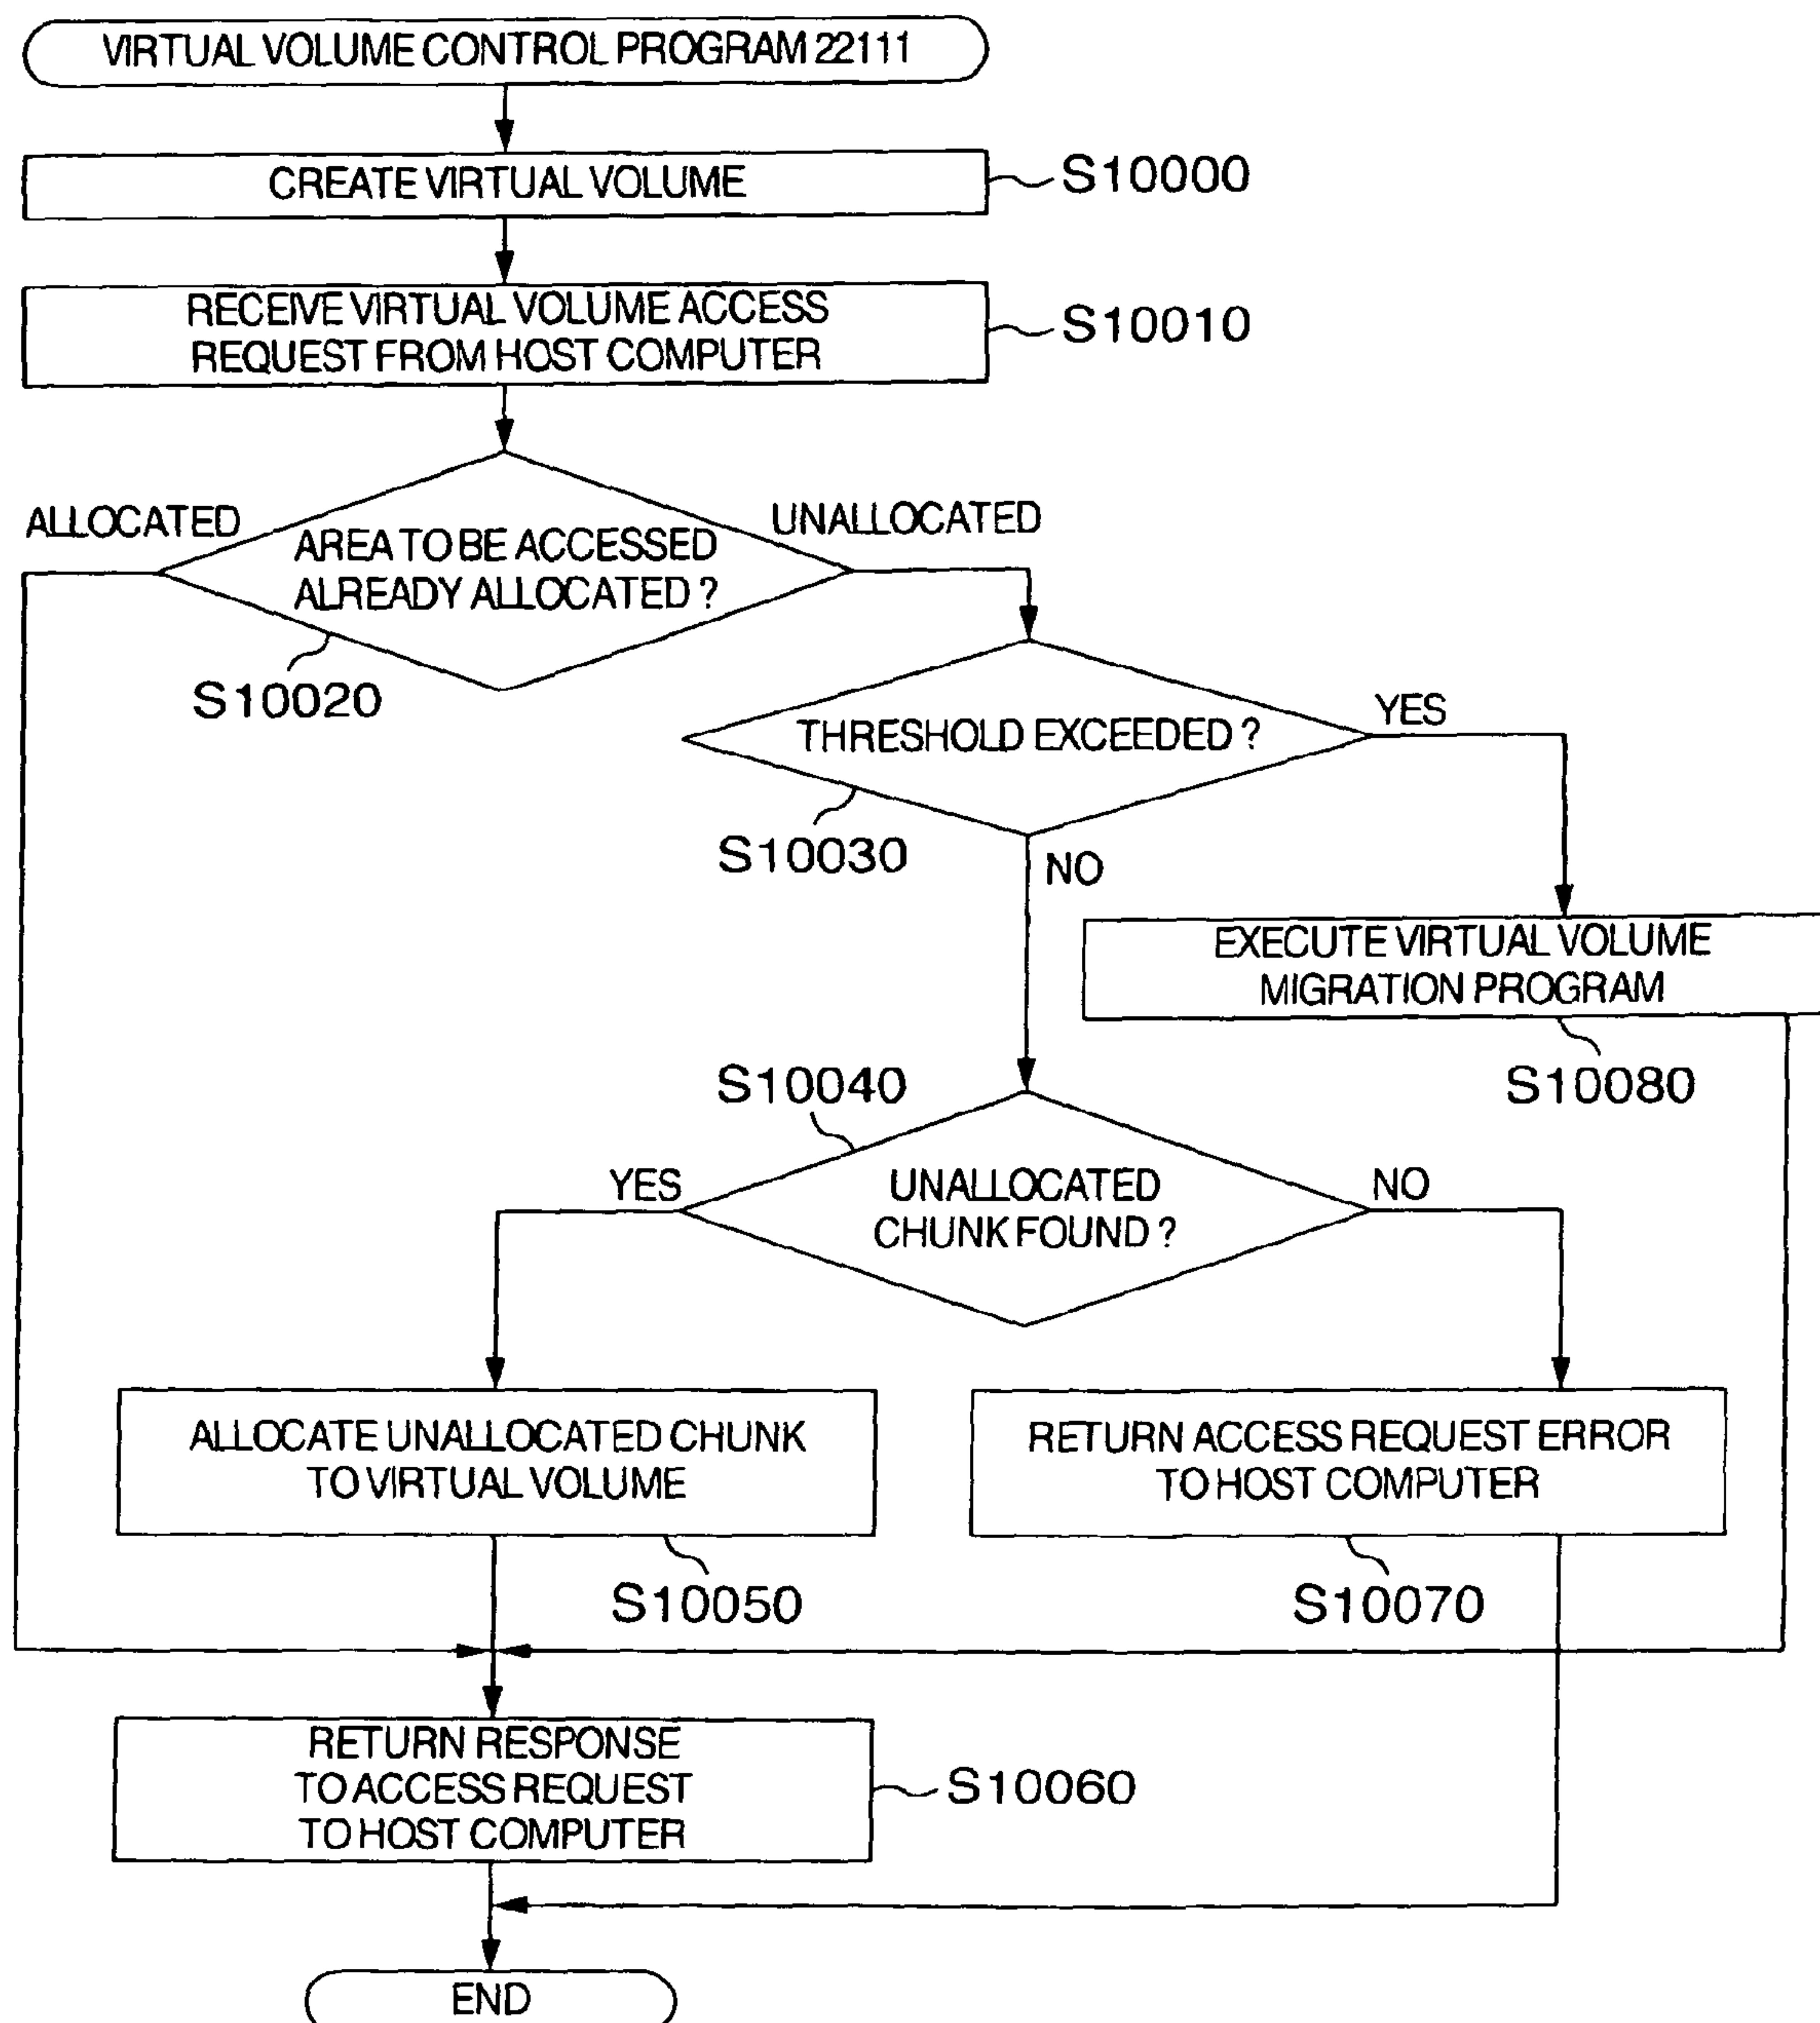 VIRTUAL VOLUME CONTROL PROGRAM 22111
CREATE VIRTUAL VOLUME
S10000
RECEIVE VIRTUAL VOLUME ACCESS
REQUEST FROM HOST COMPUTER
S10010
ALLOCATED
UNALLOCATED
AREA TO BE ACCESSED
ALREADY ALLOCATED ?
S10020
THRESHOLD EXCEEDED ?
YES
S10030
NO
EXECUTE VIRTUAL VOLUME
MIGRATION PROGRAM
S10080
S10040
YES
UNALLOCATED
CHUNK FOUND ?
NO
ALLOCATE UNALLOCATED CHUNK
TO VIRTUAL VOLUME
S10050
RETURN ACCESS REQUEST ERROR
TO HOST COMPUTER
S10070
RETURN RESPONSE
TO ACCESS REQUEST
TO HOST COMPUTER
S10060
END